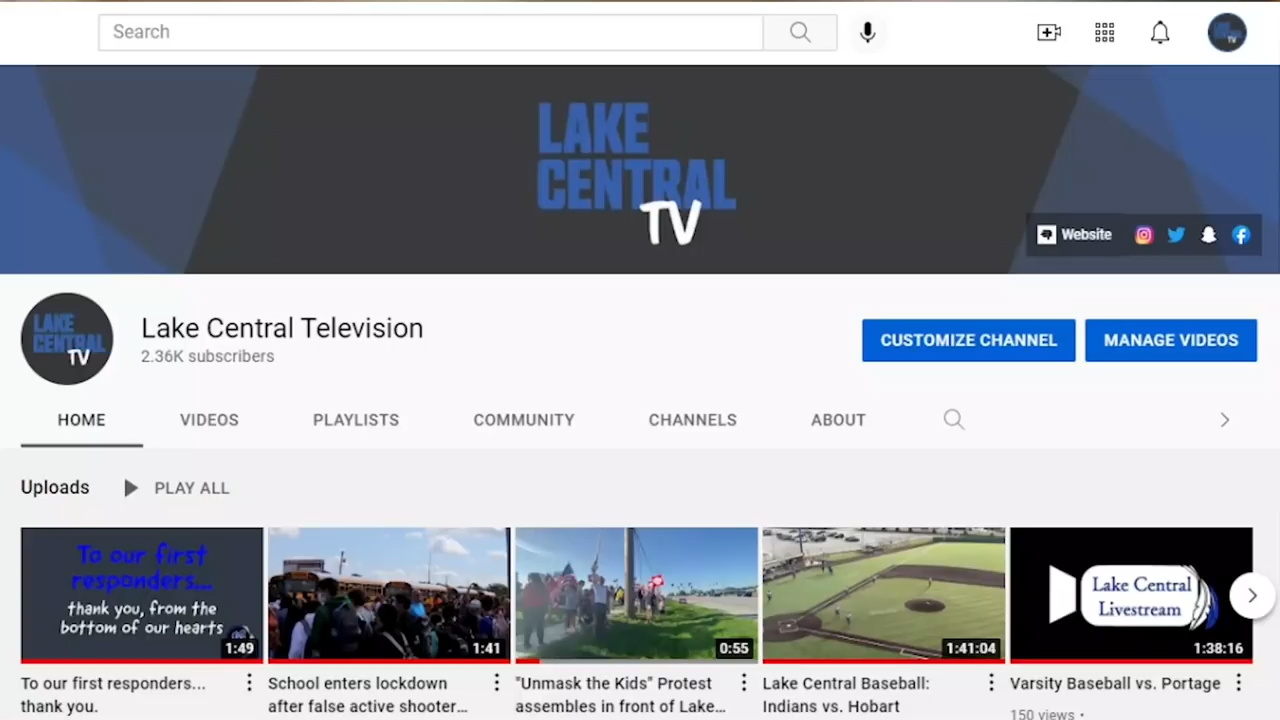 Search
LAKE
CENTRAL
TV
Website
LAKE
CENTRAL
TV
Lake Central Television
2.36K subscribers
CUSTOMIZE CHANNEL
MANAGE VIDEOS
HOME
VIDEOS
PLAYLISTS
COMMUNITY
CHANNELS
ABOUT
Uploads
PLAY ALL
To our first
responders...
thank you, from the
bottom of our hearts
1:49
1:41
0:55
1:41:04
Lake Central
Livestream
1:38:16
To our first responders...
thank you.
School enters lockdown
after false active shooter...
"Unmask the Kids" Protest
assembles in front of Lake...
Lake Central Baseball:
Indians vs. Hobart
Varsity Baseball vs. Portage
150 views •